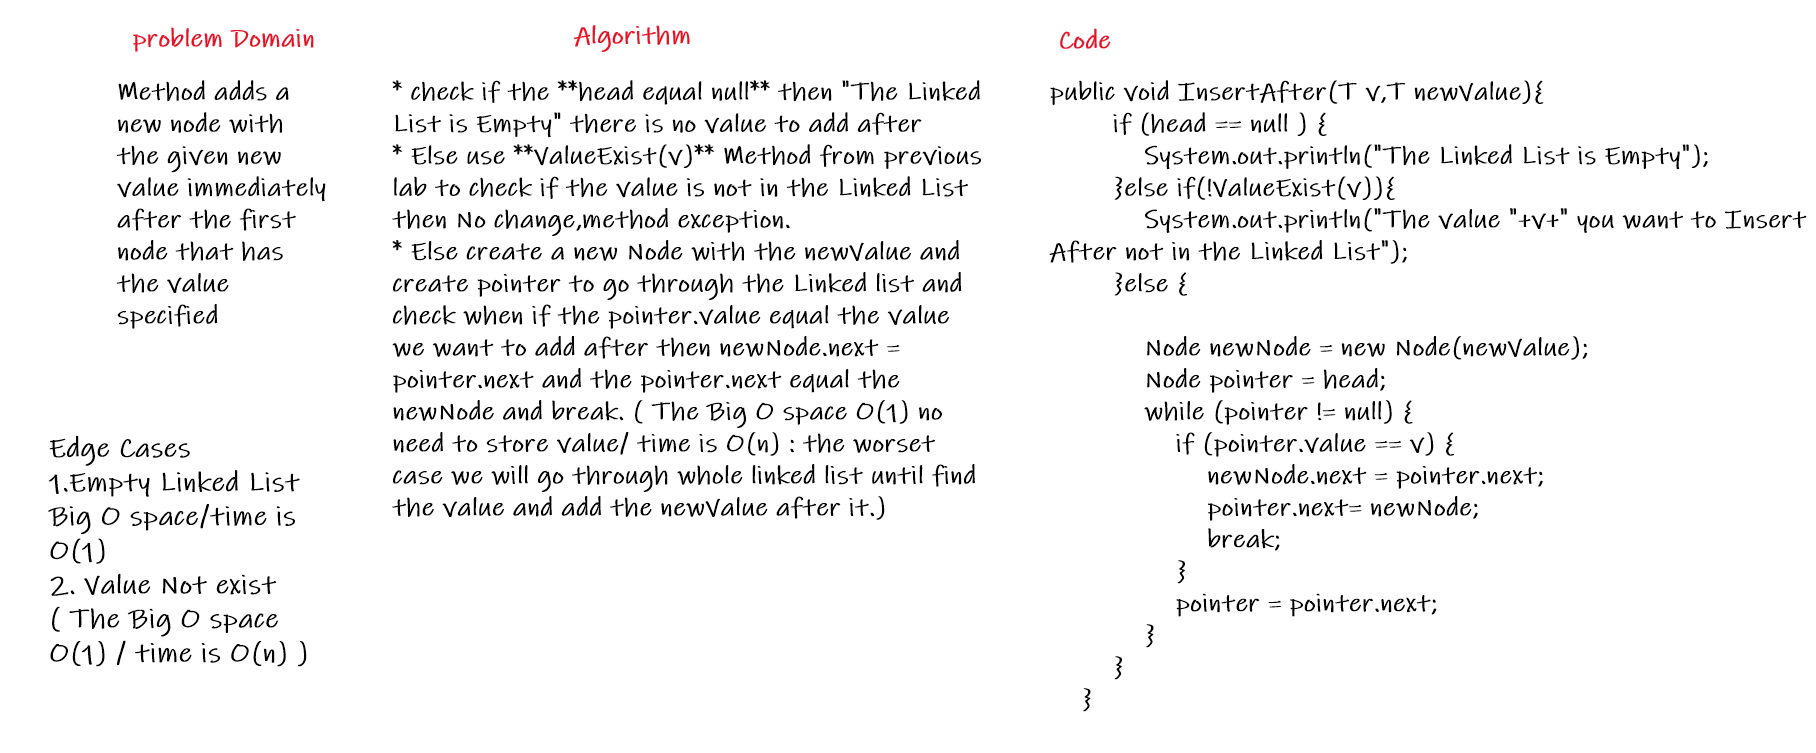 problem Domain
Method adds a
new node with
the given new
value immediately
after the first
node that has
the value
specified
Edge Cases
1.Empty Linked List
Big O space/time is
O(1)
2. Value Not exist
( The Big O space
O(1) / time is O(n) )
Algorithm
* check if the **head equal null** then "The Linked
List is Empty" there is no value to add after
* Else use **ValueExist(v)** Method from previous
lab to check if the value is not in the Linked List
then No change,method exception.
* Else create a new Node with the newValue and
create pointer to go through the Linked list and
check when if the pointer.value equal the value
we want to add after then newNode.next =
pointer.next and the pointer.next equal the
newNode and break. ( The Big O space O(1) no
need to store value/ time is O(n) : the worset
case we will go through whole linked list until find
the value and add the newValue after it.)
Code
public void InsertAfter(T v,T newValue){
if (head == null ) {
System.out.println("The Linked List is Empty");
}else if(!ValueExist(v)){
System.out.println("The value "+v+" you want to Insert
After not in the Linked List");
}else {
Node newNode = new Node(newValue);
Node pointer = head;
while (pointer != null) {
if (pointer.value == v) {
newNode.next = pointer.next;
pointer.next= newNode;
break;
}
pointer = pointer.next;
}
}
}